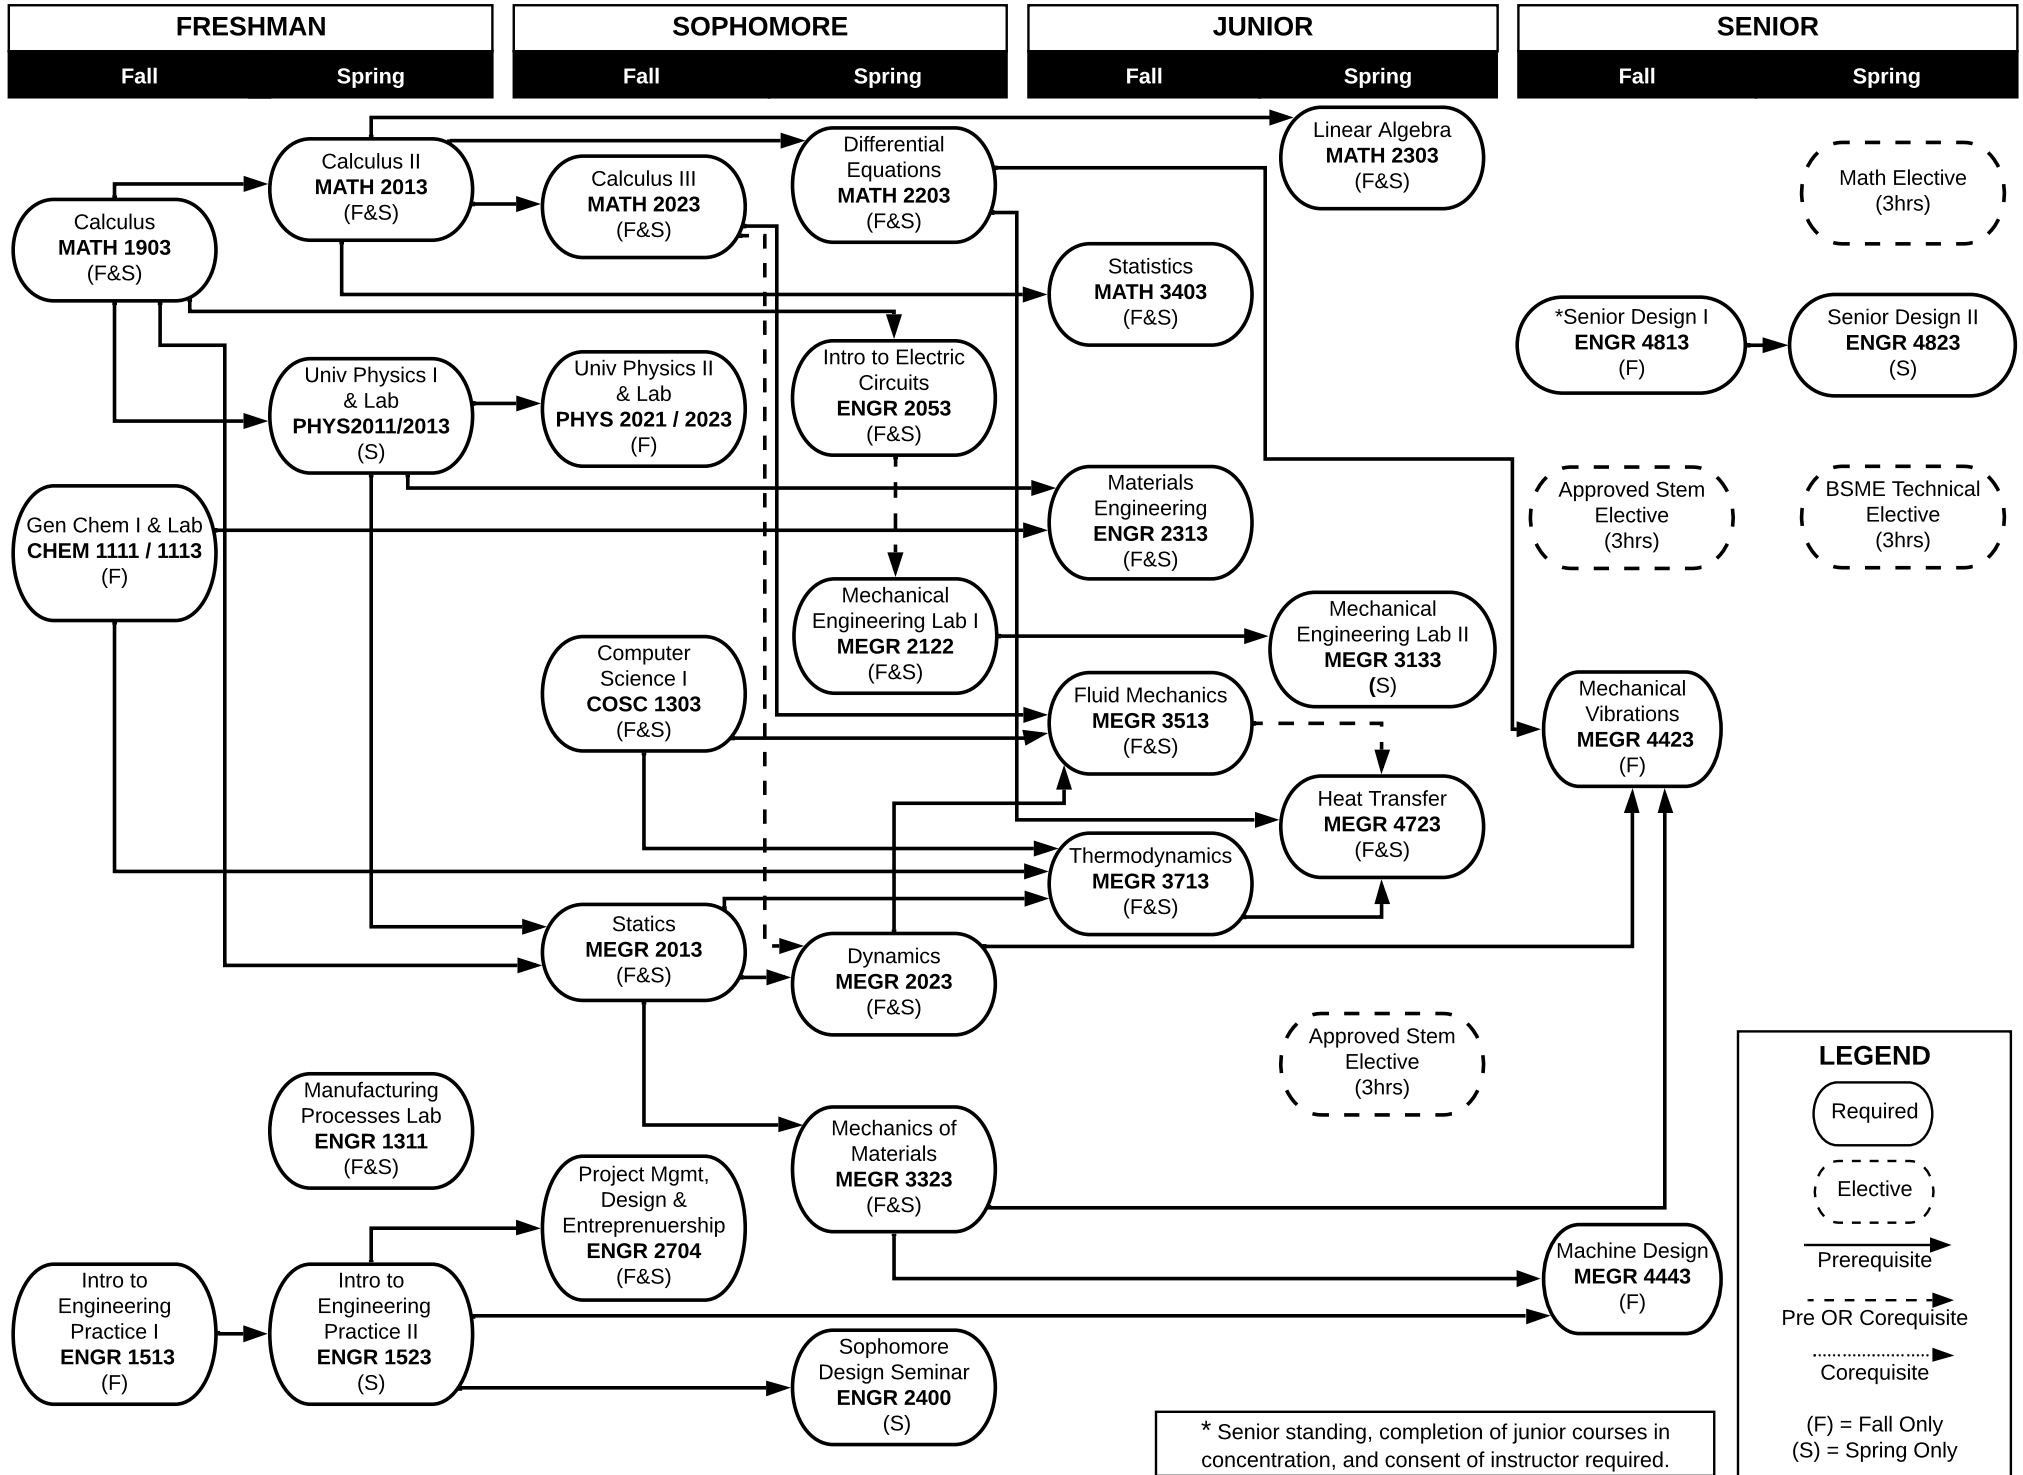 FRESHMAN
Fall
Spring
SOPHOMORE
Fall
Spring
JUNIOR
Fall
Spring
SENIOR
Fall
Spring
Calculus
MATH 1903
(F&S)
Gen Chem I & Lab
CHEM 1111 / 1113
(F)
Intro to
Engineering
Practice I
ENGR 1513
(F)
Calculus II
MATH 2013
(F&S)
Univ Physics I
& Lab
PHYS2011/2013
(S)
Manufacturing
Processes Lab
ENGR 1311
(F&S)
Intro to
Engineering
Practice II
ENGR 1523
(S)
Calculus III
MATH 2023
(F&S)
Univ Physics II
& Lab
PHYS 2021 / 2023
(F)
Computer
Science I
COSC 1303
(F&S)
Statics
MEGR 2013
(F&S)
Project Mgmt,
Design &
Entreprenuership
ENGR 2704
(F&S)
Differential
Equations
MATH 2203
(F&S)
Intro to Electric
Circuits
ENGR 2053
(F&S)
Mechanical
Engineering Lab I
MEGR 2122
(F&S)
Dynamics
MEGR 2023
(F&S)
Mechanics of
Materials
MEGR 3323
(F&S)
Sophomore
Design Seminar
ENGR 2400
(S)
Statistics
MATH 3403
(F&S)
Materials
Engineering
ENGR 2313
(F&S)
Fluid Mechanics
MEGR 3513
(F&S)
Thermodynamics
MEGR 3713
(F&S)
Linear Algebra
MATH 2303
(F&S)
Mechanical
Engineering Lab II
MEGR 3133
(S)
Heat Transfer
MEGR 4723
(F&S)
Approved Stem
Elective
(3hrs)
*Senior Design I
ENGR 4813
(F)
Approved Stem
Elective
(3hrs)
Mechanical
Vibrations
MEGR 4423
(F)
Machine Design
MEGR 4443
(F)
Math Elective
(3hrs)
Senior Design II
ENGR 4823
(S)
BSME Technical
Elective
(3hrs)
* Senior standing, completion of junior courses in
concentration, and consent of instructor required.
LEGEND
Required
Elective
Prerequisite
Pre OR Corequisite
Corequisite
(F) = Fall Only
(S) = Spring Only